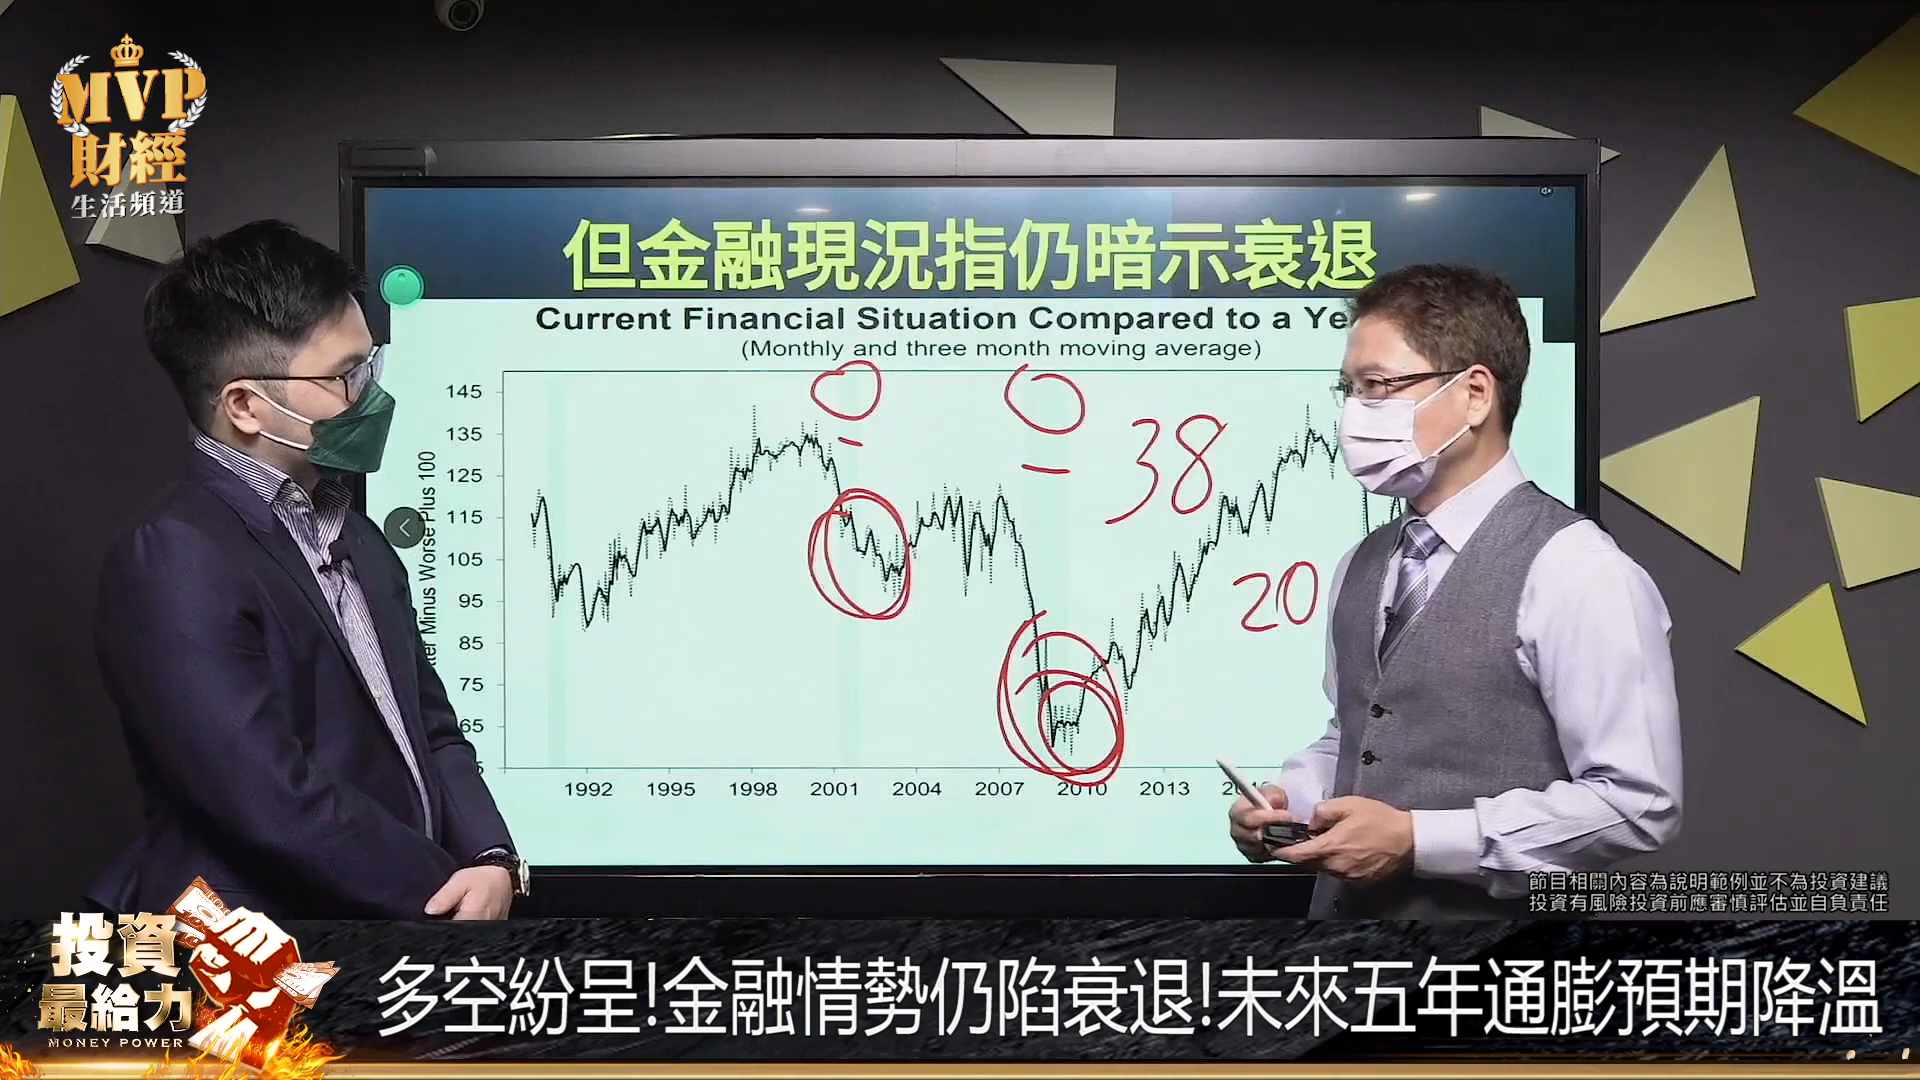 MVP
財經
生活頻道
但金融現況指仍暗示衰退
Current Financial Situation Compared to a Ye
(Monthly and three month moving average)
145
135
125
115
105
95
85
75
65
5
ter Minus Worse Plus 100
38
20
1992 1995 1998 2001 2004 2007 2010 2013
節目相關內容為說明範例並不為投資建議
投資有風險投資前應審慎評估並自負責任
投資
最給力
MONEY POWER
多空紛呈!金融情勢仍陷衰退!未來五年通膨預期降溫